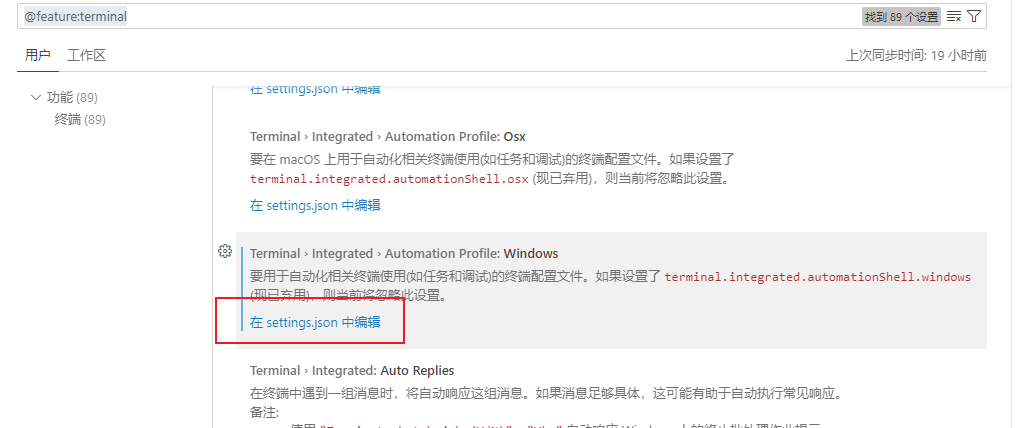 @feature:terminal
找到 89 个设置
用户 工作区
上次同步时间: 19 小时前
功能 (89)
终端 (89)
在 settings.json 中编辑
Terminal › Integrated › Automation Profile: Osx
要在 macOS 上用于自动化相关终端使用(如任务和调试)的终端配置文件。如果设置了
terminal.integrated.automationShell.osx (现已弃用)，则当前将忽略此设置。
在 settings.json 中编辑
Terminal › Integrated › Automation Profile: Windows
要用于自动化相关终端使用(如任务和调试)的终端配置文件。如果设置了 terminal.integrated.automationShell.windows
(现已弃用)，则当前将忽略此设置。
在 settings.json 中编辑
Terminal › Integrated: Auto Replies
在终端中遇到一组消息时，将自动响应这组消息。如果消息足够具体，这可能有助于自动执行常见响应。
备注: